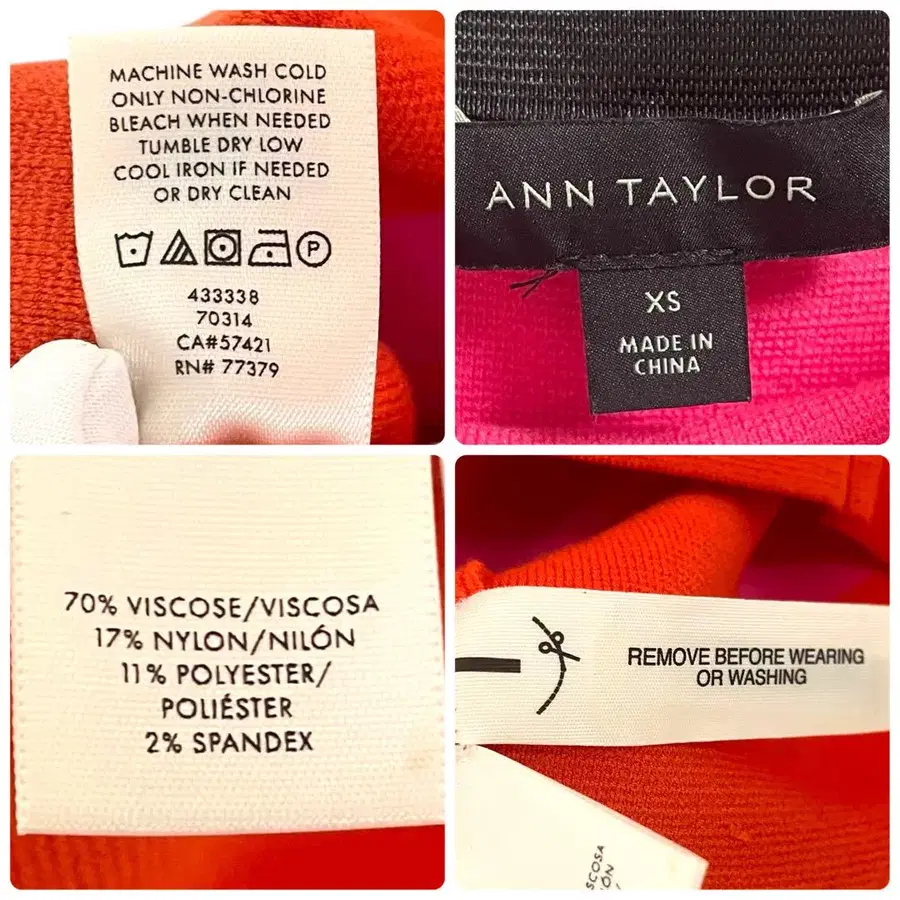 MACHINE WASH COLD
ONLY NON-CHLORINE
BLEACH WHEN NEEDED
TUMBLE DRY LOW
COOL IRON IF NEEDED
OR DRY CLEAN
P
433338
70314
CA#57421
RN# 77379
ANN TAYLOR
XS
MADE IN
CHINA
70% VISCOSE/VISCOSA
17% NYLON/NILÓN
11% POLYESTER/
POLIÉSTER
2% SPANDEX
REMOVE BEFORE WEARING
OR WASHING